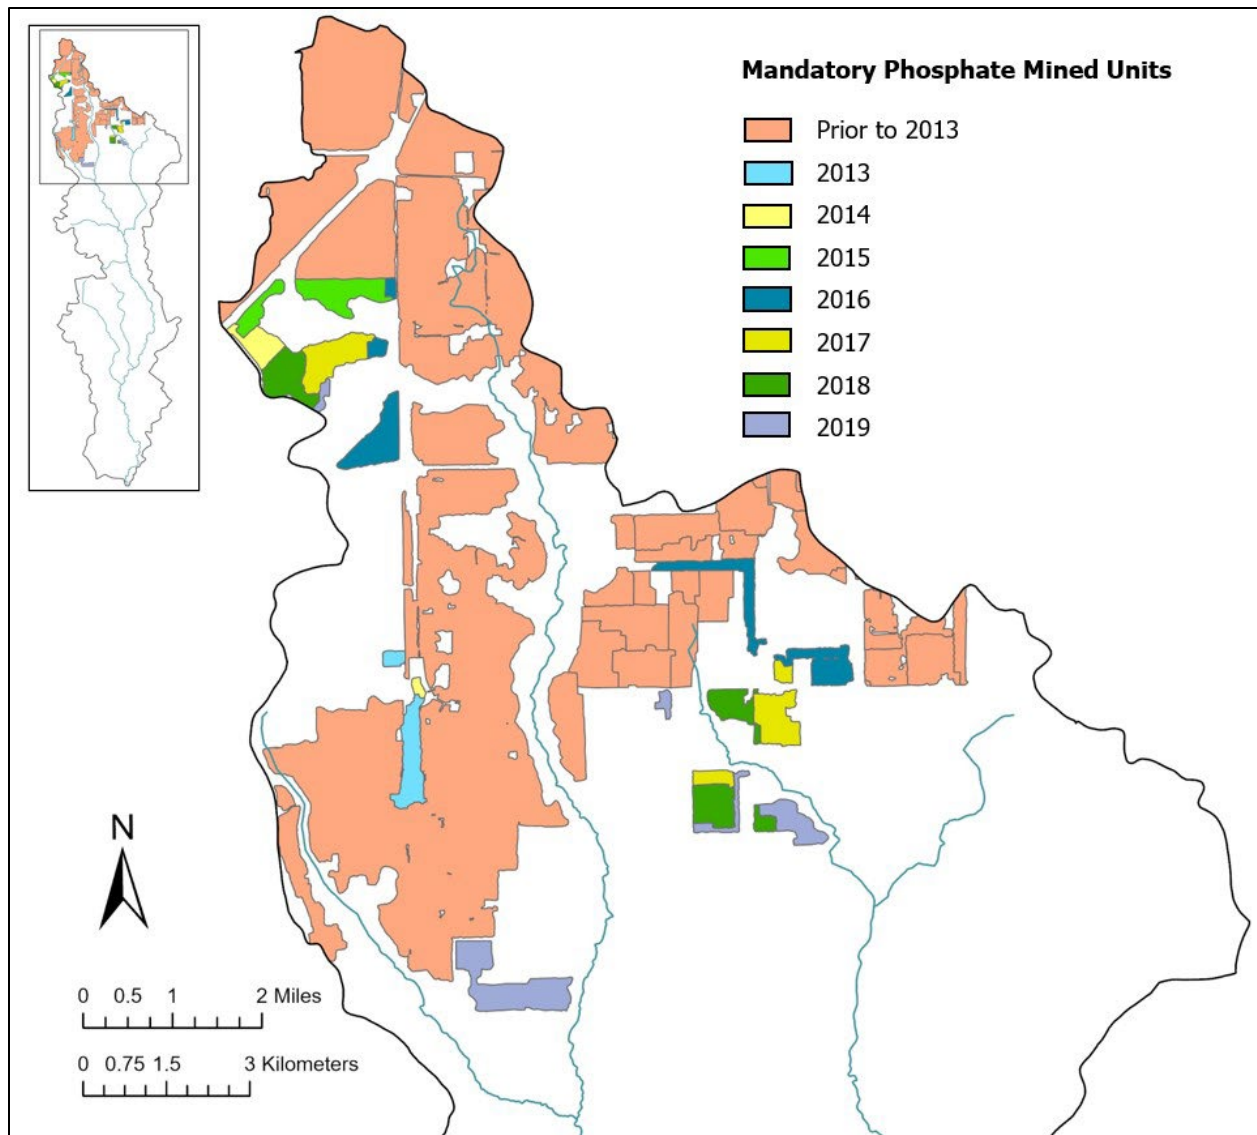 Mandatory Phosphate Mined Units
Prior to 2013
2013
2014
2015
2016
2017
2018
2019
N
0 0.5 1 2 Miles
0 0.75 1.5 3 Kilometers